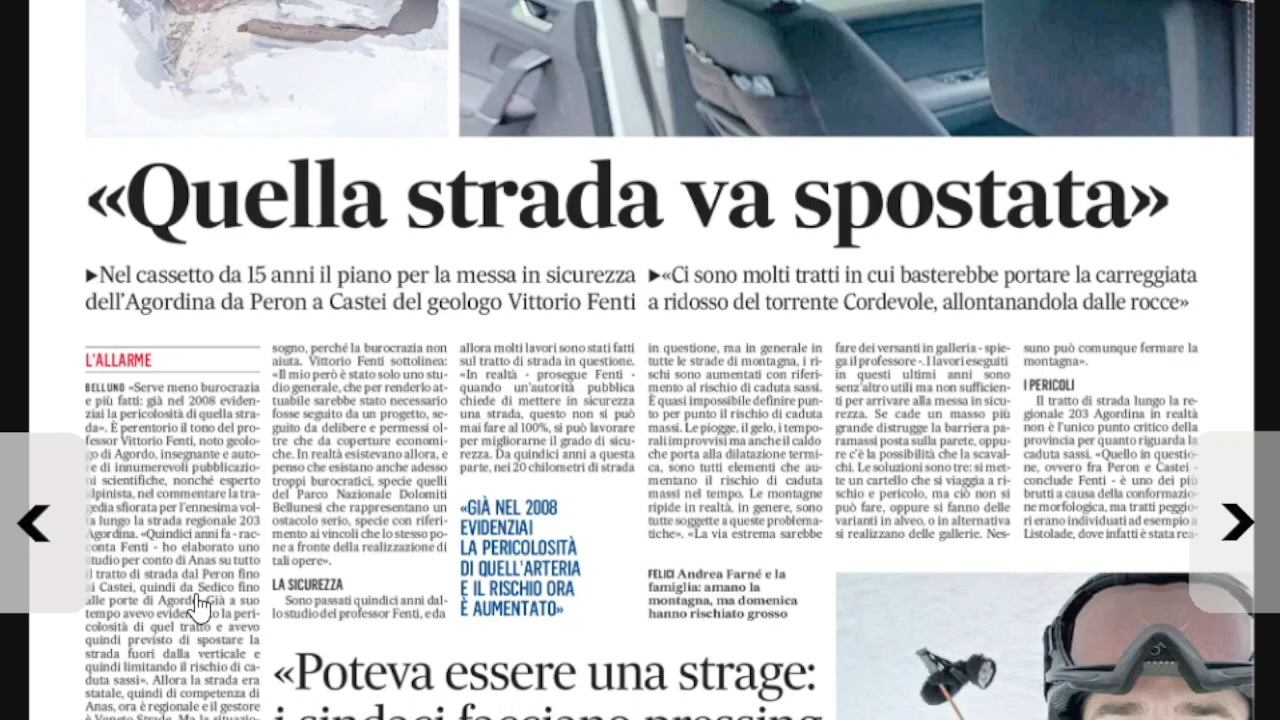 «Quella strada va spostata»
▶Nel cassetto da 15 anni il piano per la messa in sicurezza
dell'Agordina da Peron a Castei del geologo Vittorio Fenti
▶«Ci sono molti tratti in cui basterebbe portare la carreggiata
a ridosso del torrente Cordevole, allontanandola dalle rocce»
L'ALLARME
BELLUNO «Serve meno burocrazia
e più fatti: già nel 2008 eviden-
ziai la pericolosità di quella stra-
da». È perentorio il tono del pro-
fessor Vittorio Fenti, noto geolo-
go di Agordo, insegnante e auto-
re di innumerevoli pubblicazio-
ni scientifiche, nonché esperto
alpinista, nel commentare la tra-
gedia sfiorata per l'ennesima vol-
ta lungo la strada regionale 203
Agordina. «Quindici anni fa - rac-
conta Fenti - ho elaborato uno
studio per conto di Anas su tutto
il tratto di strada dal Peron fino
ai Castei, quindi da Sedico fino
alle porte di Agordo. Già a suo
tempo avevo la peri-
colosità di quel tratto e avevo
quindi previsto di spostare la
strada fuori dalla verticale e
quindi limitando il rischio di ca-
duta sassi». Allora la strada era
statale, quindi di competenza di
Anas, ora è regionale e il gestore
è Veneto Strade. Ma la situazio-
sogno, perché la burocrazia non
aiuta. Vittorio Fenti sottolinea:
«Il mio però è stato solo uno stu-
dio generale, che per renderlo at-
tuabile sarebbe stato necessario
fosse seguito da un progetto, se-
guito da delibere e permessi ol-
tre che da coperture economi-
che. In realtà esistevano allora, e
penso che esistano anche adesso
troppi burocratici, specie quelli
del Parco Nazionale Dolomiti
Bellunesi che rappresentano un
ostacolo serio, specie con riferi-
mento ai vincoli che lo stesso po-
ne a fronte della realizzazione di
tali opere».
LA SICUREZZA
Sono passati quindici anni dal-
lo studio del professor Fenti, e da
allora molti lavori sono stati fatti
sul tratto di strada in questione.
«In realtà - prosegue Fenti -
quando un'autorità pubblica
chiede di mettere in sicurezza
una strada, questo non si può
mai fare al 100%, si può lavorare
per migliorarne il grado di sicu-
rezza. Da quindici anni a questa
parte, nei 20 chilometri di strada
«GIÀ NEL 2008
EVIDENZIAI
LA PERICOLOSITÀ
DI QUELL'ARTERIA
E IL RISCHIO ORA
È AUMENTATO»
in questione, ma in generale in
tutte le strade di montagna, i ri-
schi sono aumentati con riferi-
mento al rischio di caduta sassi.
È quasi impossibile definire pun-
to per punto il rischio di caduta
massi. Le piogge, il gelo, i tempo-
rali improvvisi ma anche il caldo
che porta alla dilatazione termi-
ca, sono tutti elementi che au-
mentano il rischio di caduta
massi nel tempo. Le montagne
ripide in realtà, in genere, sono
tutte soggette a queste problema-
tiche». «La via estrema sarebbe
FELICI Andrea Farné e la
famiglia: amano la
montagna, ma domenica
hanno rischiato grosso
fare dei versanti in galleria - spie-
ga il professore -. I lavori eseguiti
in questi ultimi anni sono
senz'altro utili ma non sufficien-
ti per arrivare alla messa in sicu-
rezza. Se cade un masso più
grande distrugge la barriera pa-
ramassi posta sulla parete, oppu-
re c'è la possibilità che la scaval-
chi. Le soluzioni sono tre: si met-
te un cartello che si viaggia a ri-
schio e pericolo, ma ciò non si
può fare, oppure si fanno delle
varianti in alveo, o in alternativa
si realizzano delle gallerie. Nes-
suno può comunque fermare la
montagna».
I PERICOLI
Il tratto di strada lungo la re-
gionale 203 Agordina in realtà
non è l'unico punto critico della
provincia per quanto riguarda la
caduta sassi. «Quello in questio-
ne, ovvero fra Peron e Castei -
conclude Fenti - è uno dei più
brutti a causa della conformazio-
ne morfologica, ma tratti peggio-
ri erano individuati ad esempio a
Listolade, dove infatti è stata rea-
«Poteva essere una strage:
i sindaci facciano pressing